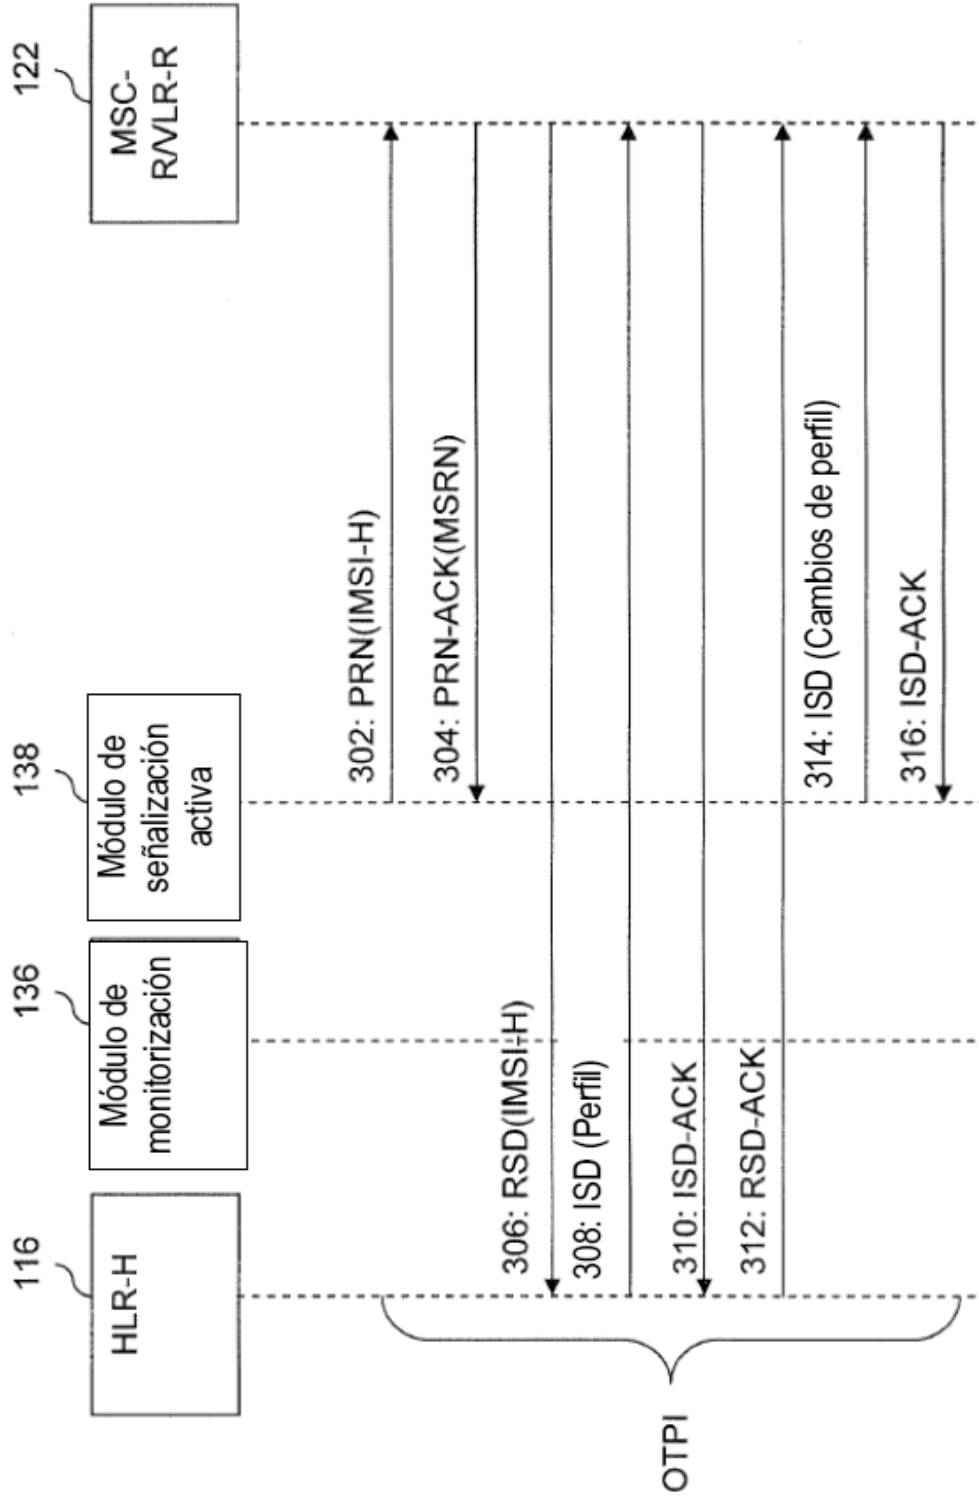 116
136
138
122
HLR-H
Módulo de
monitorización
Módulo de
señalización
activa
MSC-
R/VLR-R
302: PRN(IMSI-H)
304: PRN-ACK(MSRN)
306: RSD(IMSI-H)
308: ISD (Perfil)
310: ISD-ACK
312: RSD-ACK
314: ISD (Cambios de perfil)
316: ISD-ACK
OTPI